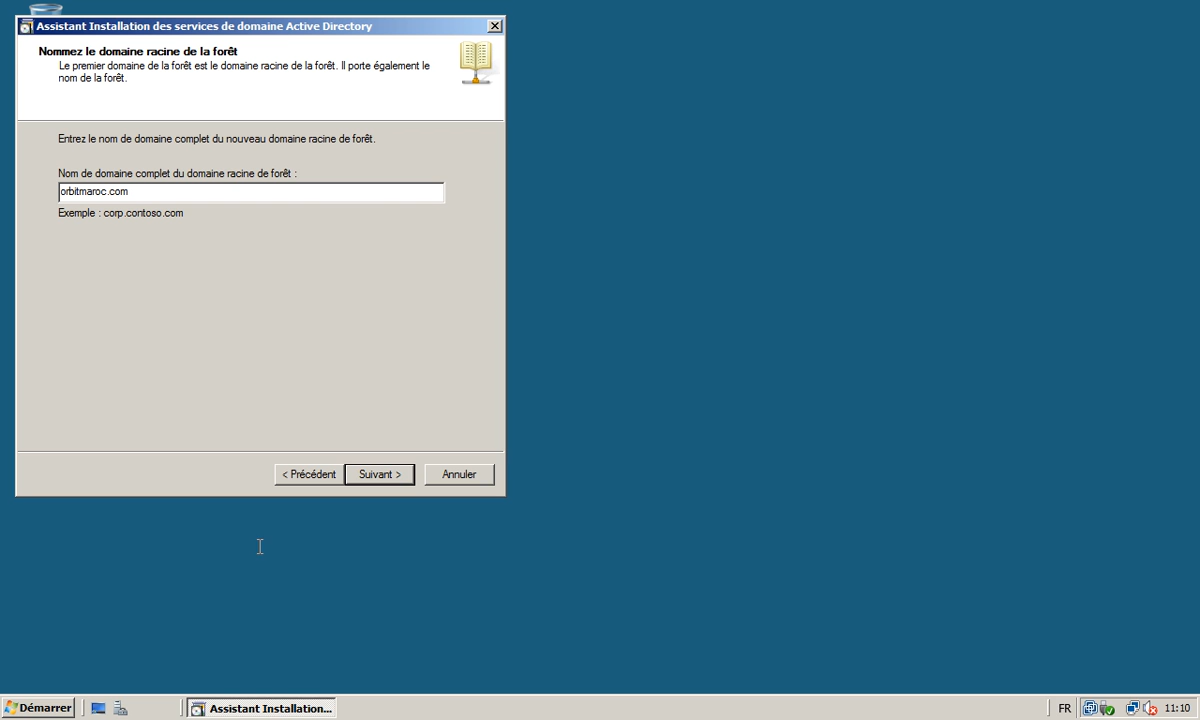 Assistant Installation des services de domaine Active Directory
Nommez le domaine racine de la forêt
Le premier domaine de la forêt est le domaine racine de la forêt. Il porte également le
nom de la forêt.
Entrez le nom de domaine complet du nouveau domaine racine de forêt.
Nom de domaine complet du domaine racine de forêt :
orbitmaroc.com
Exemple : corp.contoso.com
< Précédent
Suivant >
Annuler
Démarrer
Assistant Installation...
FR
11:10